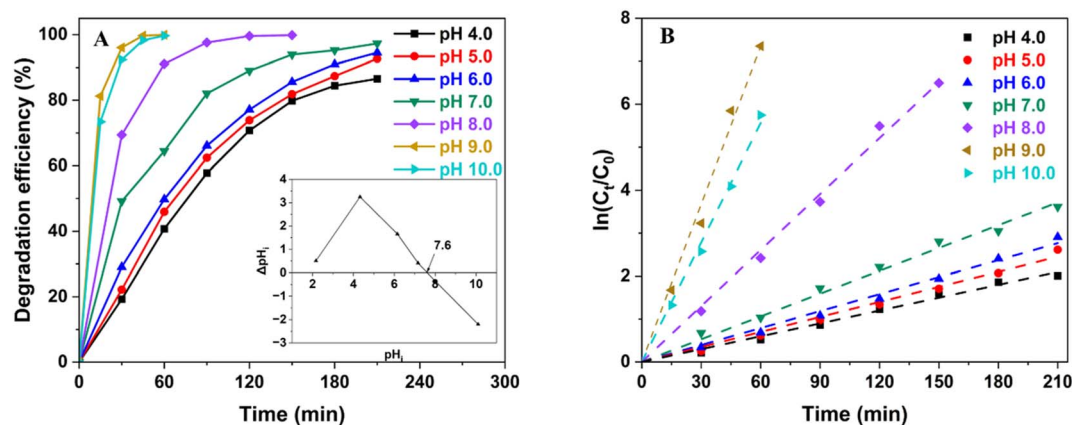 A
Degradation efficiency (%)
100
80
60
40
20
0
0 60 120 180 240 300
Time (min)
pH 4.0
pH 5.0
pH 6.0
pH 7.0
pH 8.0
pH 9.0
pH 10.0
ΔpHi
4
3
2
1
0
−1
−2
−3
2 4 6 8 10
7.6
pHi
B
ln(Ct/C0)
8
6
4
2
0
0 30 60 90 120 150 180 210
Time (min)
pH 4.0
pH 5.0
pH 6.0
pH 7.0
pH 8.0
pH 9.0
pH 10.0